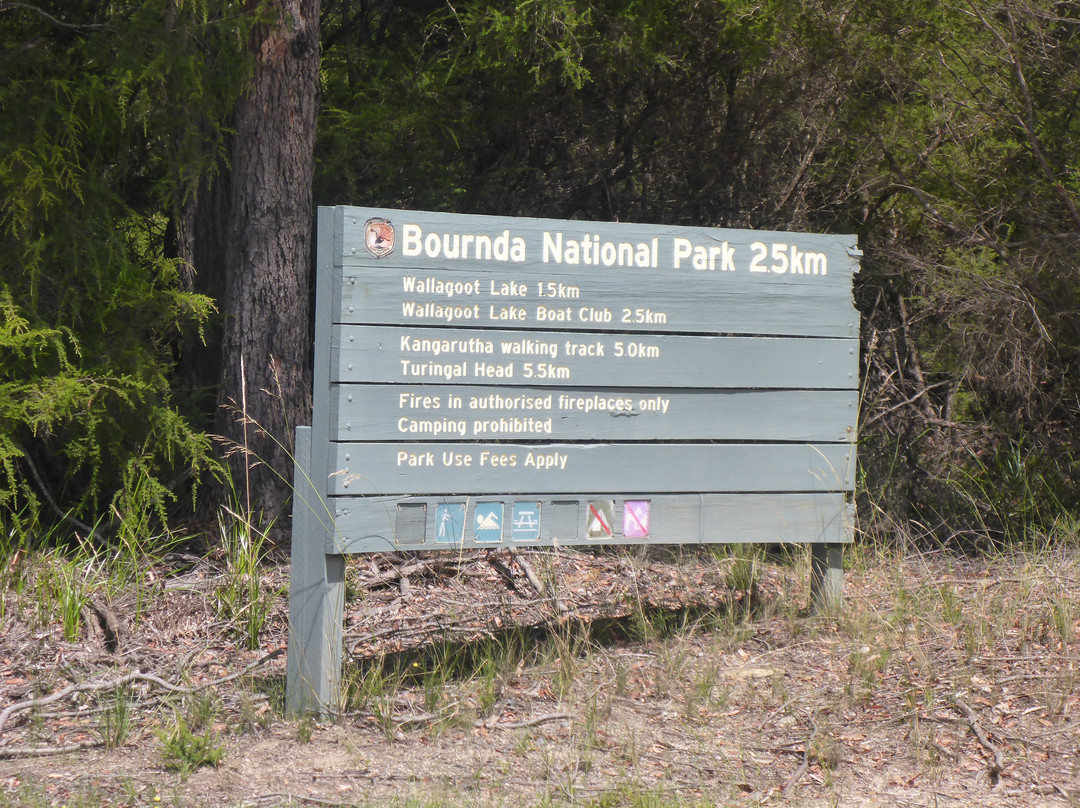 Bournda National Park 2.5km
Wallagoot Lake 1.5km
Wallagoot Lake Boat Club 2.5km
Kangarutha walking track 5.0km
Turingal Head 5.5km
Fires in authorised fireplaces only
Camping prohibited
Park Use Fees Apply